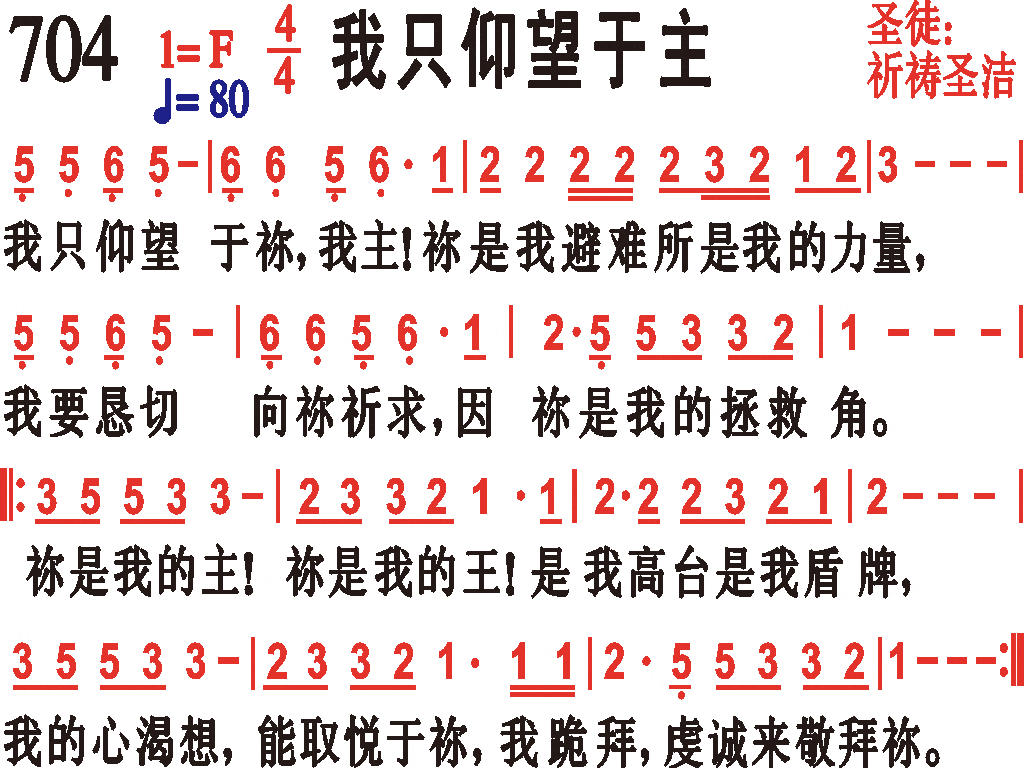 704 1=F 4/4 我只仰望于主 圣徒:
♩=80 祈祷圣洁
5 5 6 5 - | 6 6 5 6 · 1 | 2 2 2 2 2 3 2 1 2 | 3 - - - |
我只仰望 于祢,我主!祢是我避难所是我的力量,
5 5 6 5 - | 6 6 5 6 · 1 | 2 · 5 5 3 3 2 | 1 - - - |
我要恳切 向祢祈求,因 祢是我的拯救 角。
|: 3 5 5 3 3 - | 2 3 3 2 1 · 1 | 2 · 2 2 3 2 1 | 2 - - - |
祢是我的主! 祢是我的王!是 我高台是我盾 牌,
3 5 5 3 3 - | 2 3 3 2 1 · 1 1 | 2 · 5 5 3 3 2 | 1 - - - :|
我的心渴想, 能取悦于祢, 我 跪 拜, 虔诚来敬拜祢。